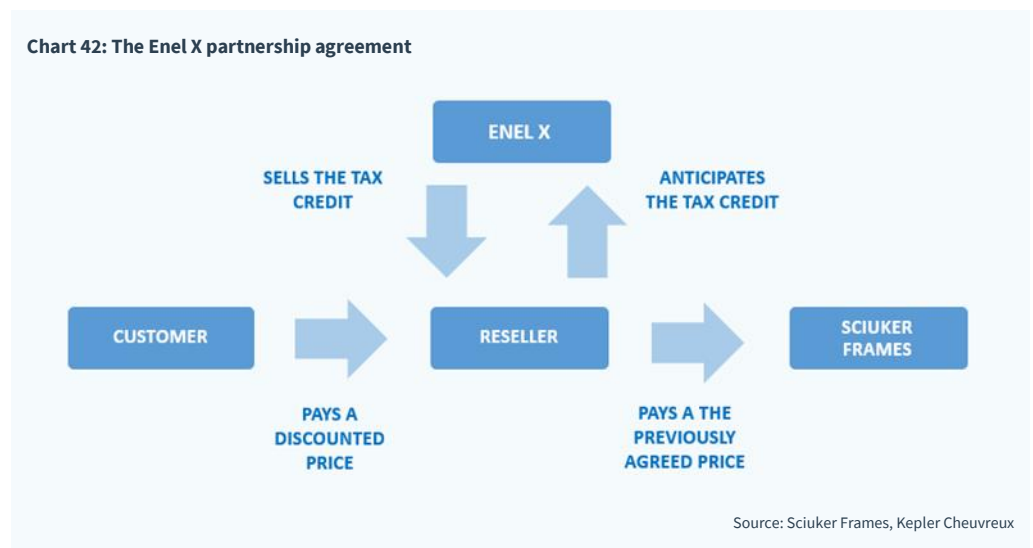 Chart 42: The Enel X partnership agreement
ENEL X
SELLS THE TAX
CREDIT
ANTICIPATES
THE TAX CREDIT
CUSTOMER
RESELLER
SCIUKER
FRAMES
PAYS A
DISCOUNTED
PRICE
PAYS A THE
PREVIOUSLY
AGREED PRICE
Source: Sciuker Frames, Kepler Cheuvreux